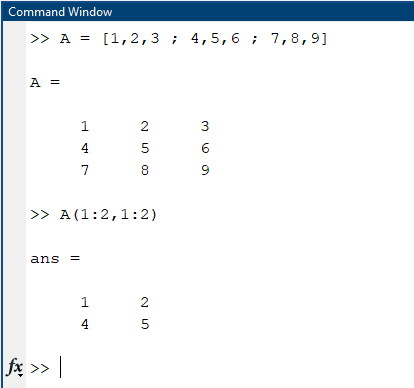 Command Window
>> A = [1,2,3 ; 4,5,6 ; 7,8,9]
A =
1 2 3
4 5 6
7 8 9
>> A(1:2,1:2)
ans =
1 2
4 5
fx >>